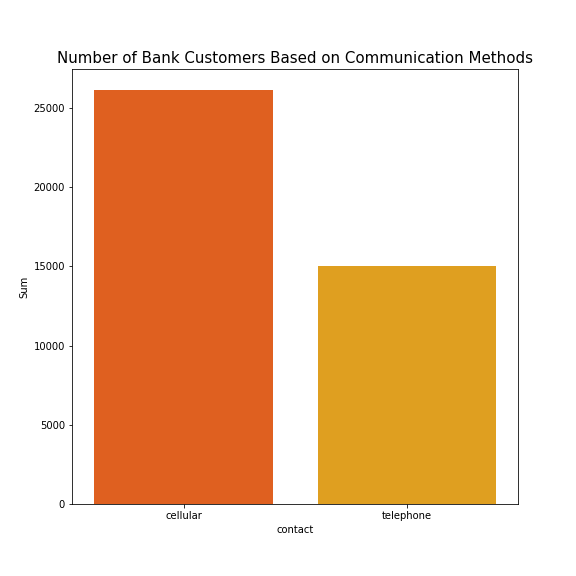 Number of Bank Customers Based on Communication Methods
25000
20000
15000
10000
5000
0
Sum
cellular
telephone
contact